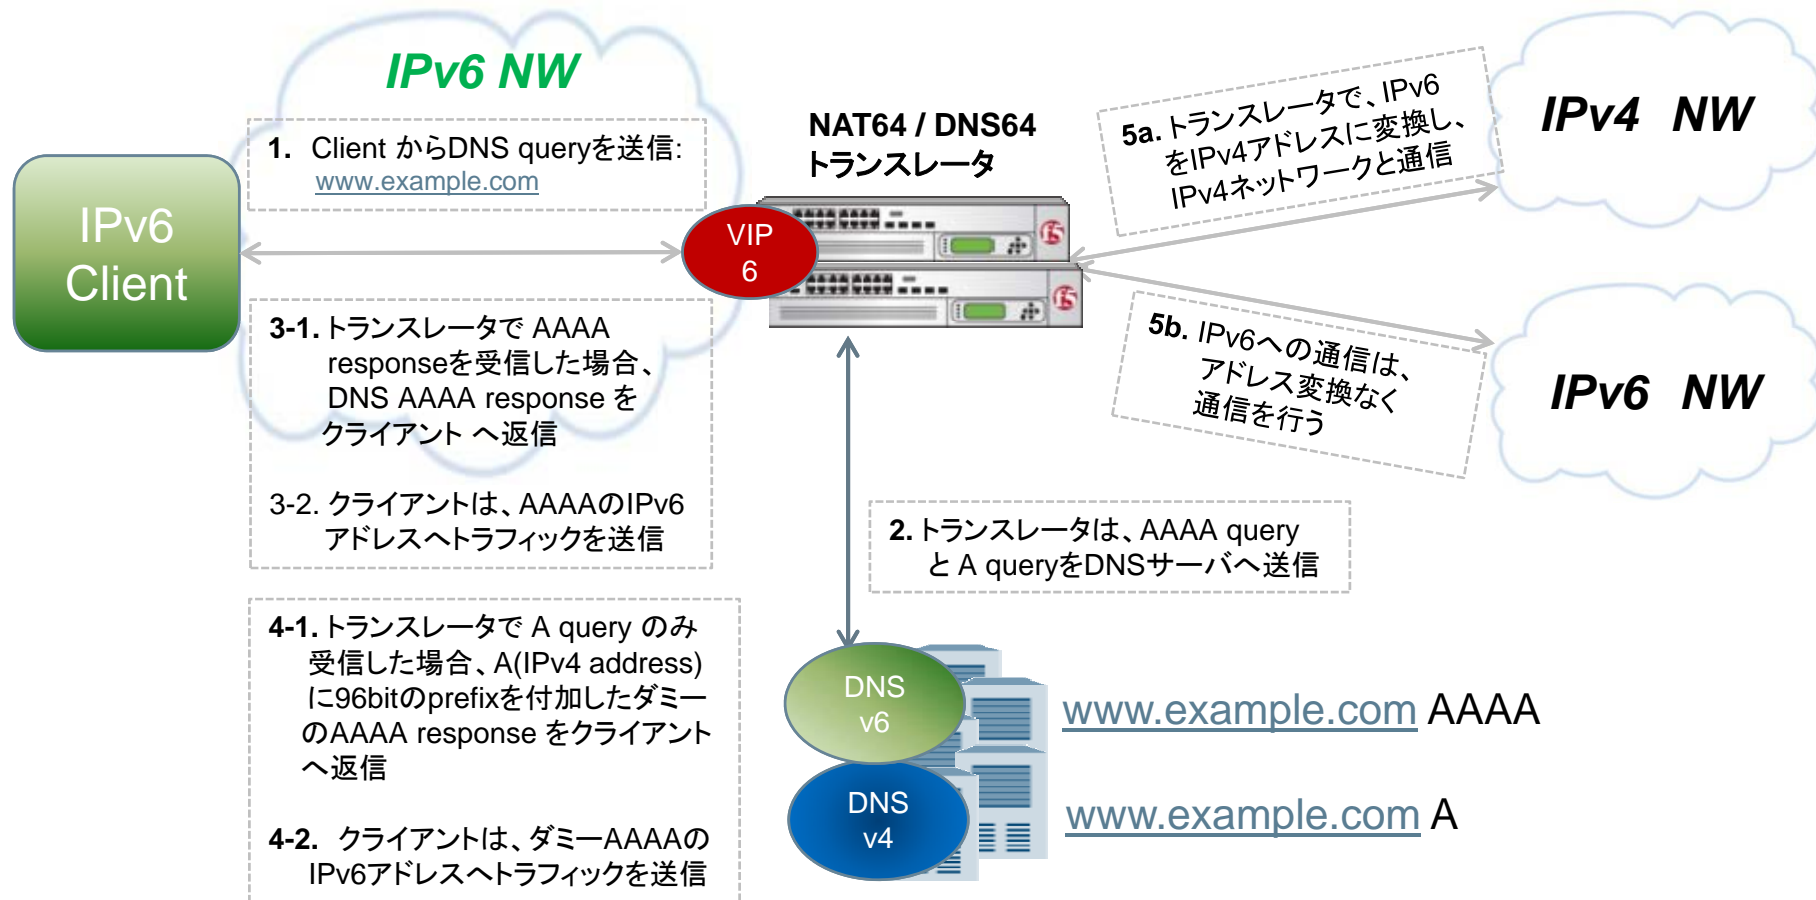 IPv6 NW
1. Client からDNS queryを送信:
www.example.com
IPv6
Client
NAT64 / DNS64
トランスレータ
VIP
6
f5
f5
5a. トランスレータで、IPv6
をIPv4アドレスに変換し、
IPv4ネットワークと通信
IPv4 NW
3-1. トランスレータで AAAA
responseを受信した場合、
DNS AAAA response を
クライアント へ返信
3-2. クライアントは、AAAAのIPv6
アドレスへトラフィックを送信
5b. IPv6への通信は、
アドレス変換なく
通信を行う
IPv6 NW
2. トランスレータは、AAAA query
と A queryをDNSサーバへ送信
4-1. トランスレータで A query のみ
受信した場合、A(IPv4 address)
に96bitのprefixを付加したダミー
のAAAA response をクライアント
へ返信
4-2. クライアントは、ダミーAAAAの
IPv6アドレスへトラフィックを送信
DNS
v6
www.example.com AAAA
DNS
v4
www.example.com A